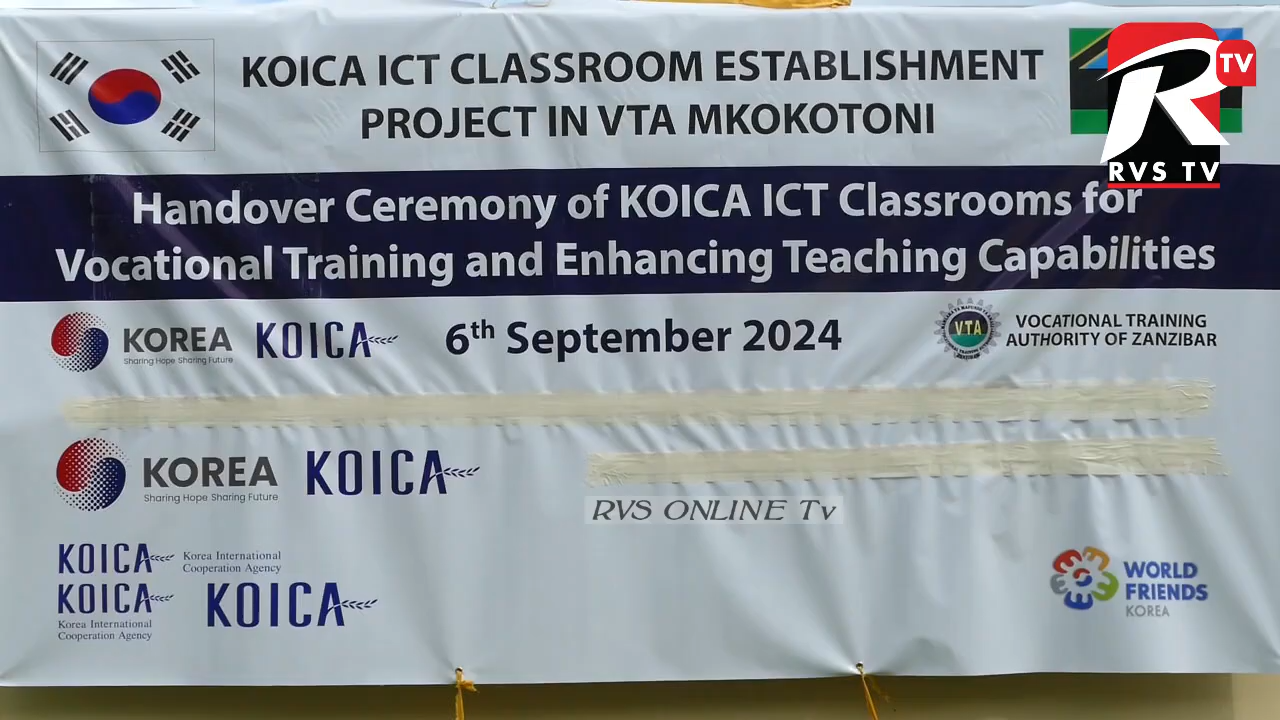 KOICA ICT CLASSROOM ESTABLISHMENT
PROJECT IN VTA MKOKOTONI
TV
RVS TV
Handover Ceremony of KOICA ICT Classrooms for
Vocational Training and Enhancing Teaching Capabilities
KOREA
Sharing Hope Sharing Future
KOICA
6th September 2024
VTA
VOCATIONAL TRAINING
AUTHORITY OF ZANZIBAR
KOREA
Sharing Hope Sharing Future
KOICA
RVS ONLINE Tv
KOICA
Korea International
Cooperation Agency
KOICA
Korea International
Cooperation Agency
KOICA
WORLD
FRIENDS
KOREA